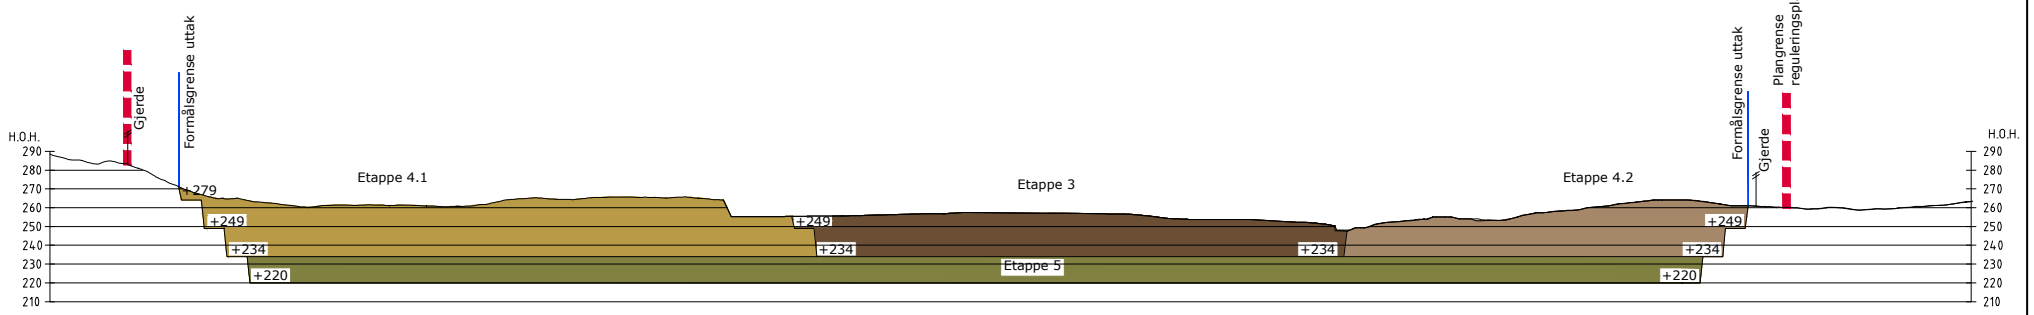 Gjerde
Formålsgrense uttak
Formålsgrense uttak
Gjerde
Plangrense
reguleringspl
H.O.H.
290
280
270
260
250
240
230
220
210
Etappe 4.1
Etappe 3
Etappe 4.2
+279
+249
+234
+220
+249
+234
Etappe 5
+234
+249
+234
+220
H.O.H.
290
280
270
260
250
240
230
220
210